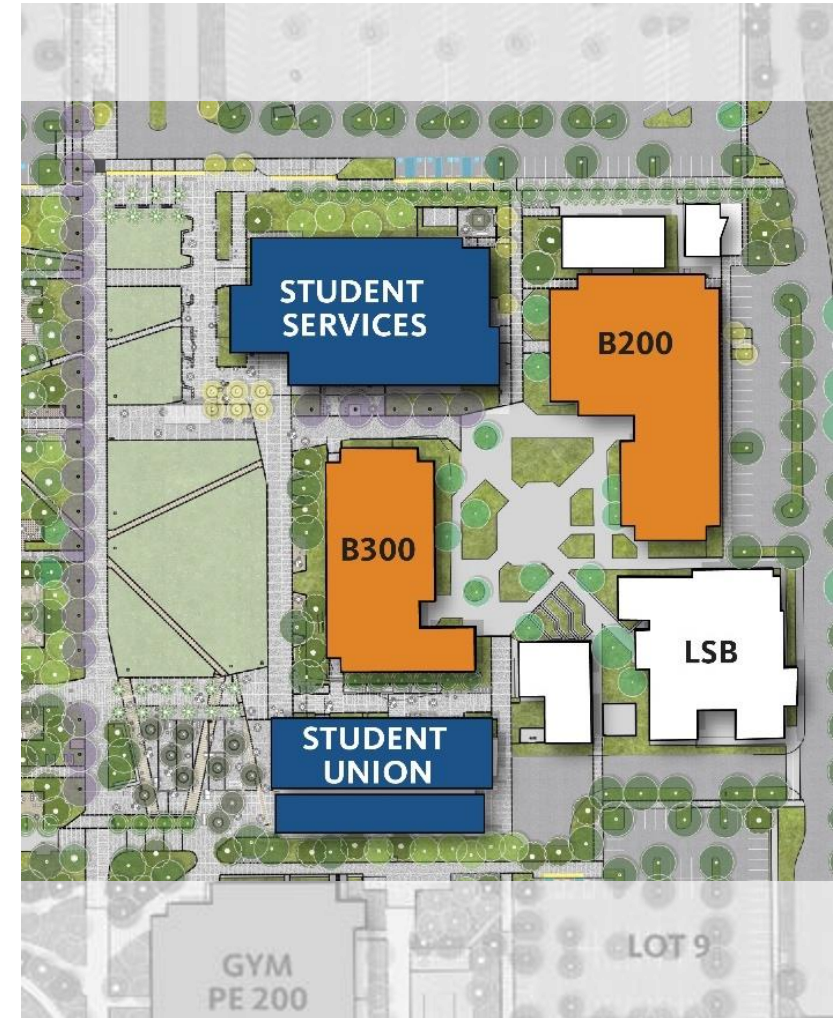 STUDENT
SERVICES
B200
B300
LSB
STUDENT
UNION
GYM
PE 200
LOT 9